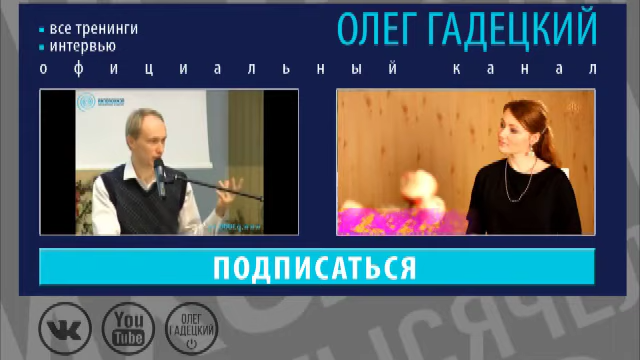 все тренинги
интервью
ОЛЕГ ГАДЕЦКИЙ
официальный канал
ПОДПИСАТЬСЯ
You
Tube
ОЛЕГ
ГАДЕЦКИЙ